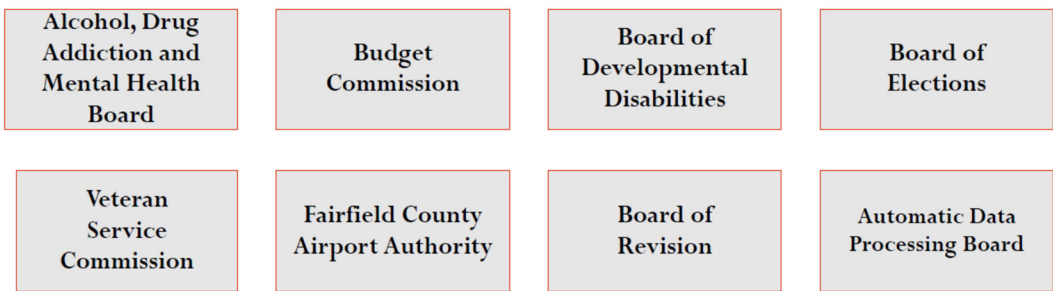 Alcohol, Drug
Addiction and
Mental Health
Board
Budget
Commission
Board of
Developmental
Disabilities
Board of
Elections
Veteran
Service
Commission
Fairfield County
Airport Authority
Board of
Revision
Automatic Data
Processing Board